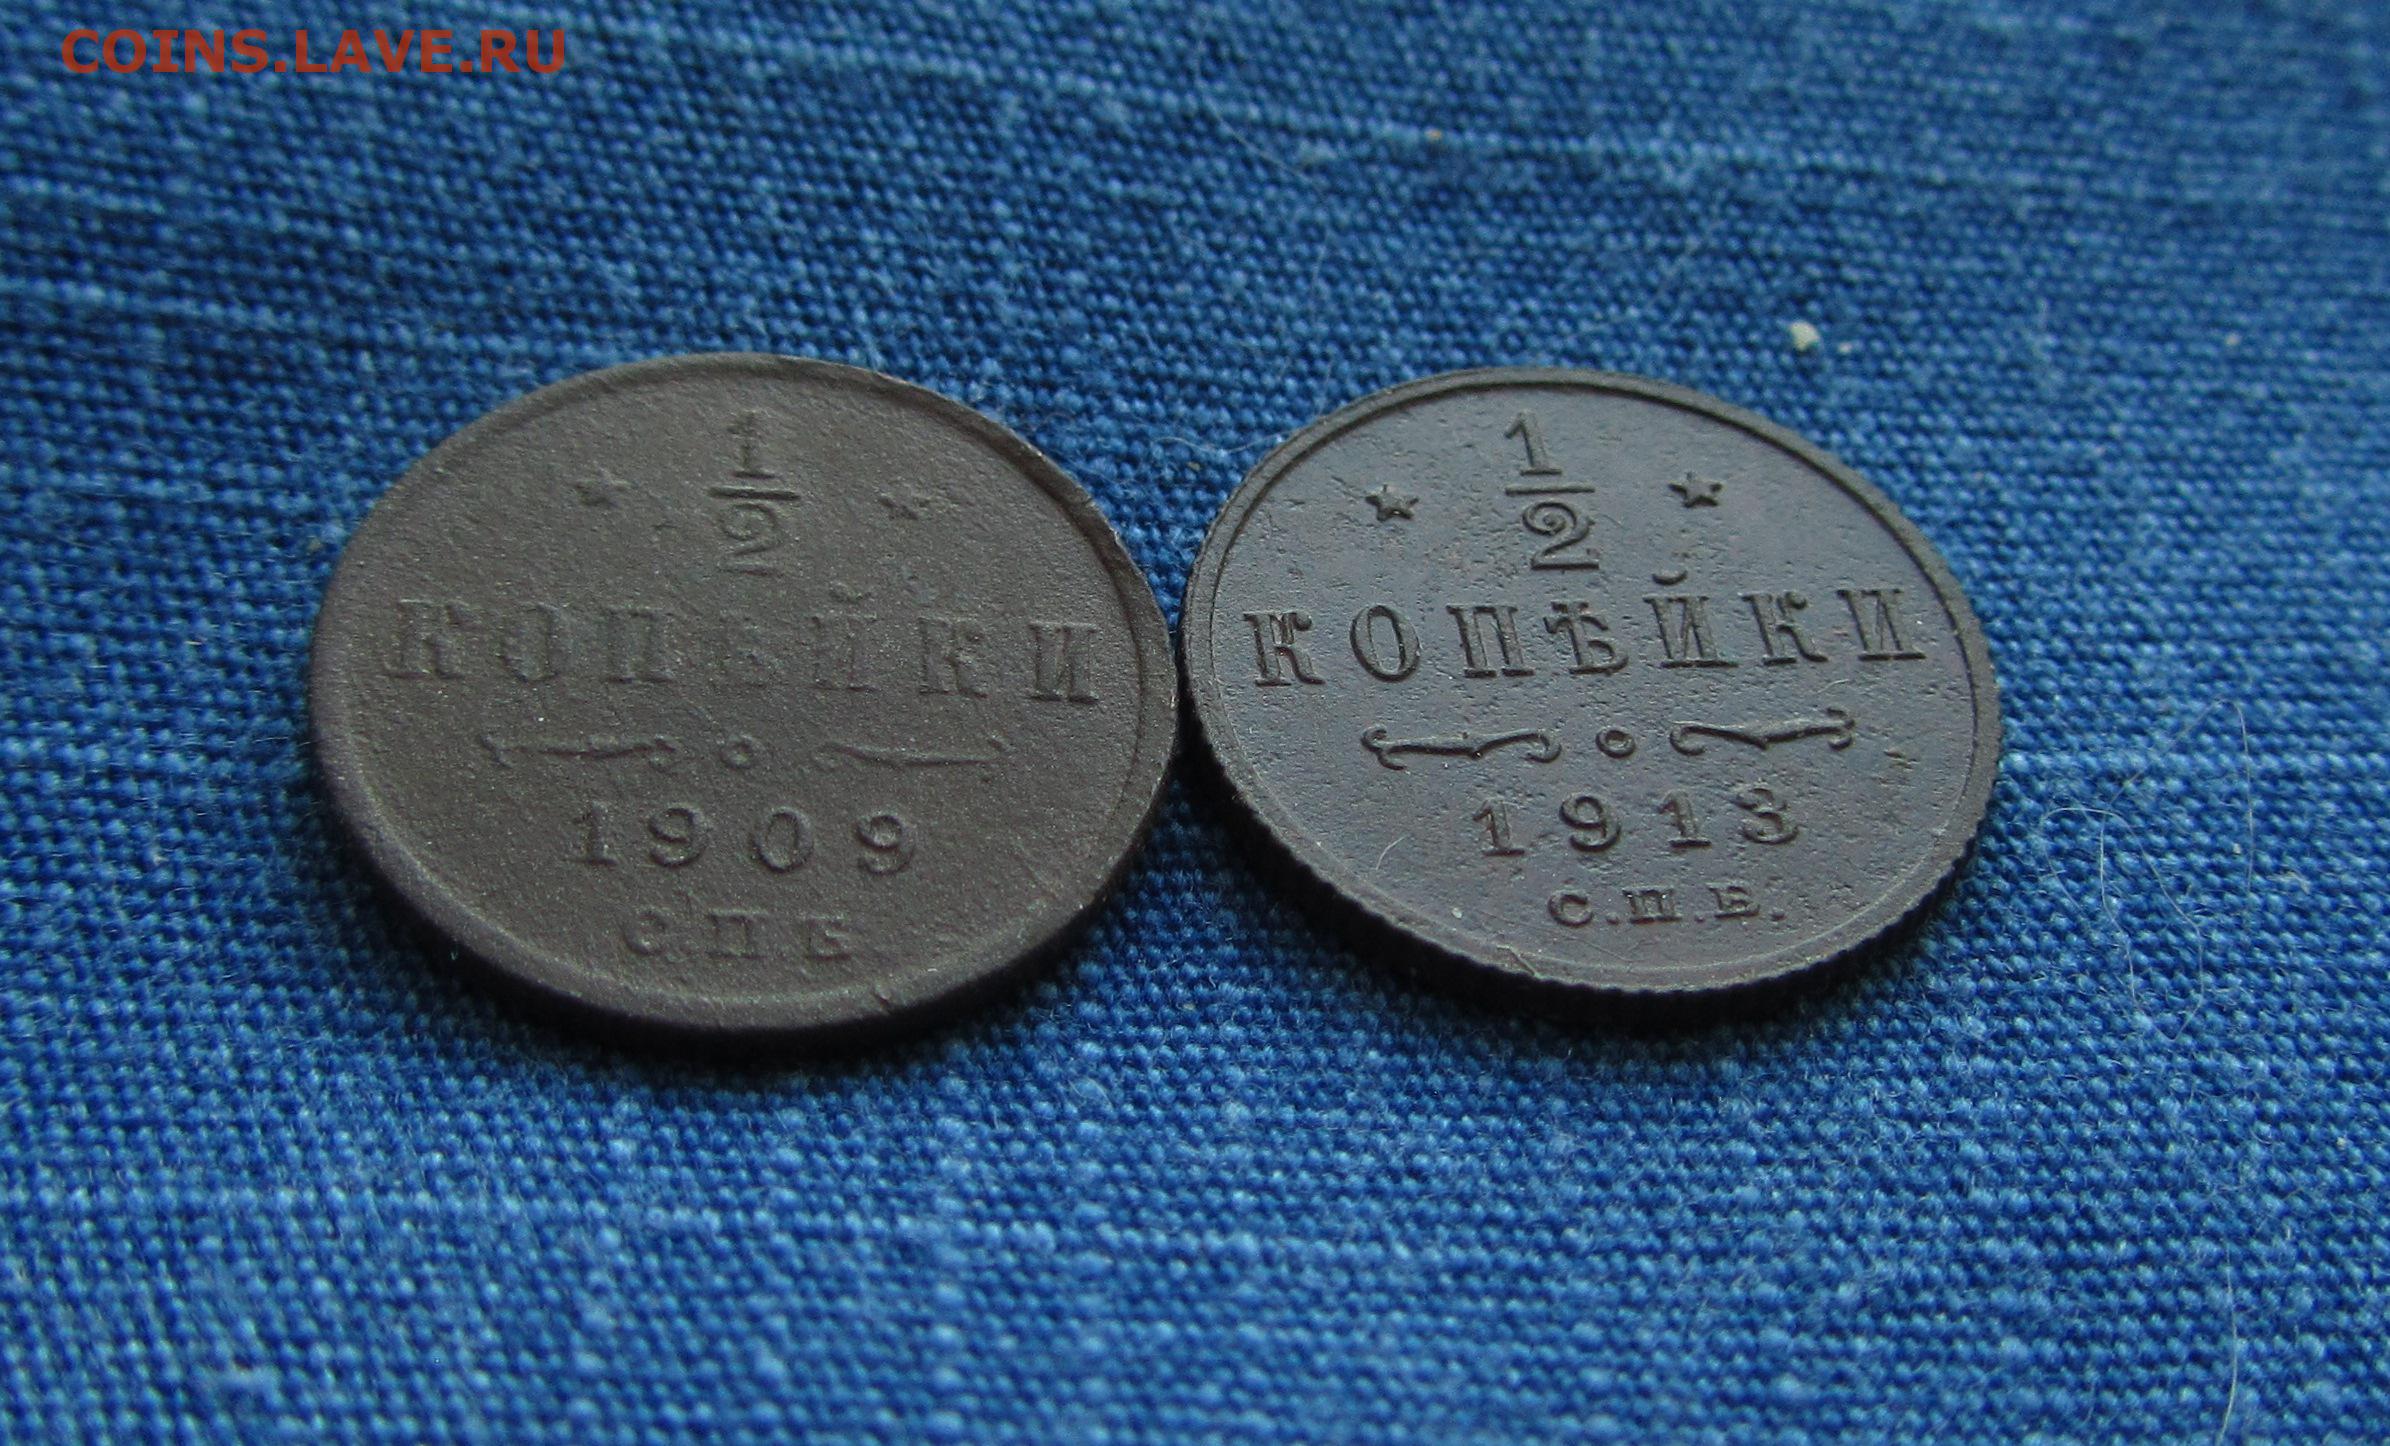 COINS.LAVE.RU
1
2
КОПѢЙКИ
1909
С.П.Б.
1
2
КОПѢЙКИ
1913
С.П.Б.